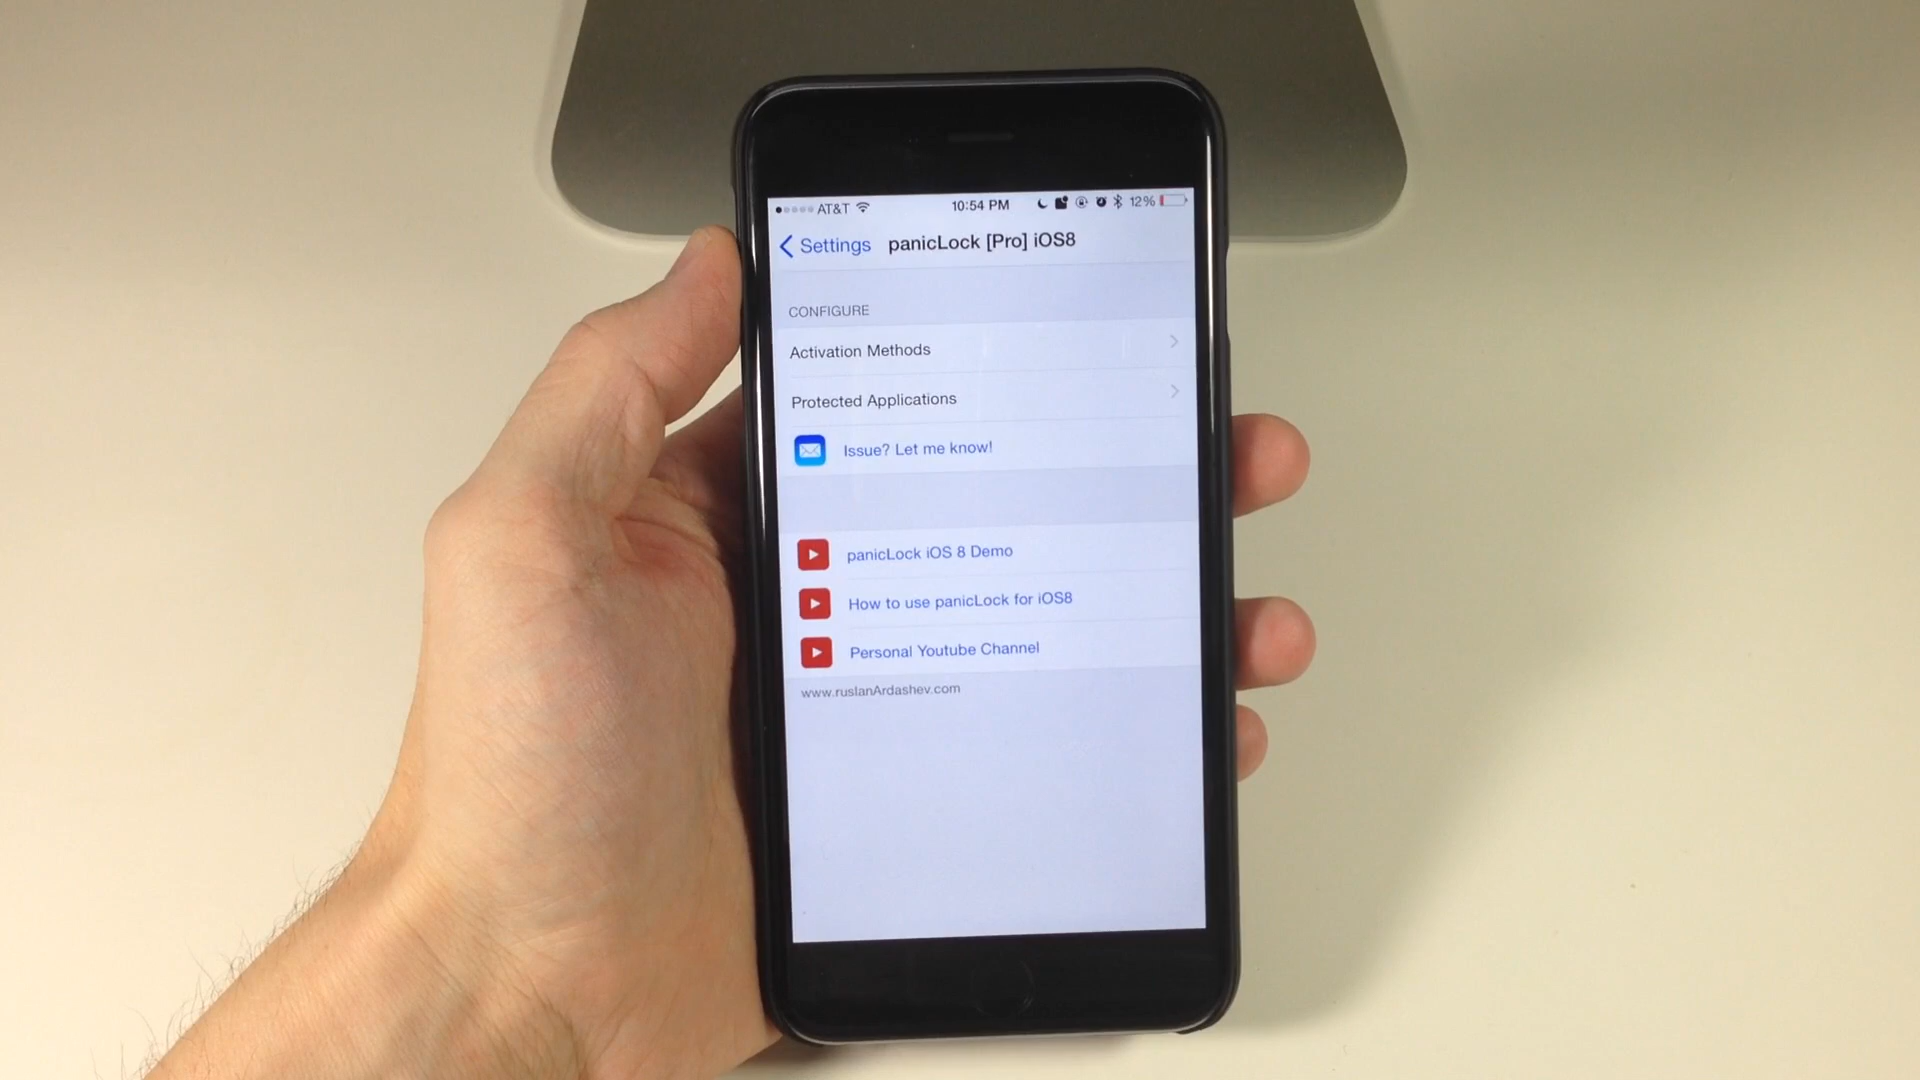 AT&T 10:54 PM 12%
Settings panicLock [Pro] iOS8
CONFIGURE
Activation Methods
Protected Applications
Issue? Let me know!
panicLock iOS 8 Demo
How to use panicLock for iOS8
Personal Youtube Channel
www.ruslanArdashev.com